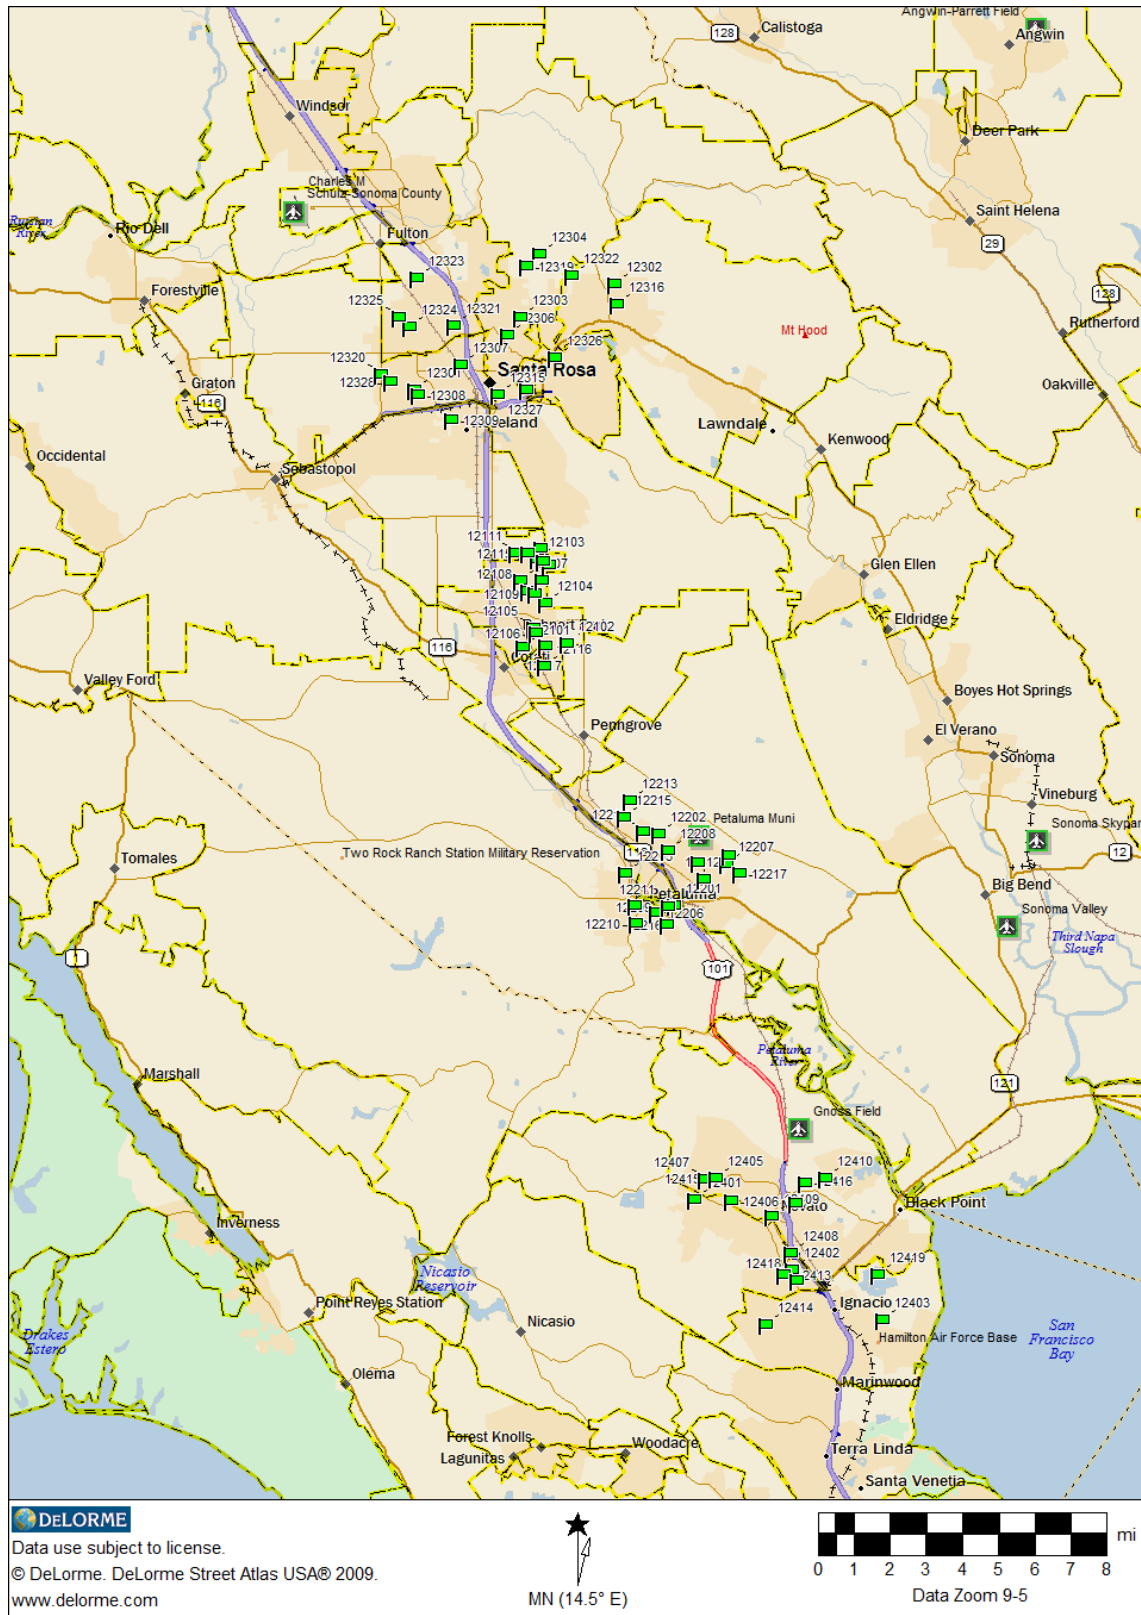 Angwin-Parrett Field
128
Calistoga
Angwin
Windsor
Deer Park
Charles M
Schulz-Sonoma County
Russian
River
Rio Dell
Saint Helena
Fulton
12304
29
12323
12319
12322
12302
Forestville
12316
128
12325
12324
12321
12303
Mt Hood
Rutherford
12326
12320
12307
12301
Santa Rosa
Graton
12328
12315
Oakville
116
12308
12327
12309
Lawndale
Kenwood
Occidental
Sebastopol
12111
12103
12108
Glen Ellen
12109
12104
12105
Eldridge
12106
12101
116
Valley Ford
Boyes Hot Springs
Penngrove
El Verano
Sonoma
12213
12215
Vineburg
12202
Petaluma Muni
Sonoma Skypar
12208
Two Rock Ranch Station Military Reservation
12207
12
Tomales
12217
12211
12201
Petaluma
Big Bend
Sonoma Valley
12210
Third Napa
Slough
1
101
Petaluma
River
Marshall
121
Gnoss Field
12407
12405
12410
12401
12416
12406
Novato
Black Point
Inverness
12408
12402
12418
12419
Nicasio
Reservoir
Point Reyes Station
Ignacio
12403
12414
Nicasio
Hamilton Air Force Base
San
Francisco
Bay
Drakes
Estero
Olema
Marinwood
Forest Knolls
Woodacre
Lagunitas
Terra Linda
Santa Venetia
DELORME
Data use subject to license.
© DeLorme. DeLorme Street Atlas USA® 2009.
www.delorme.com
MN (14.5° E)
mi
0 1 2 3 4 5 6 7 8
Data Zoom 9-5